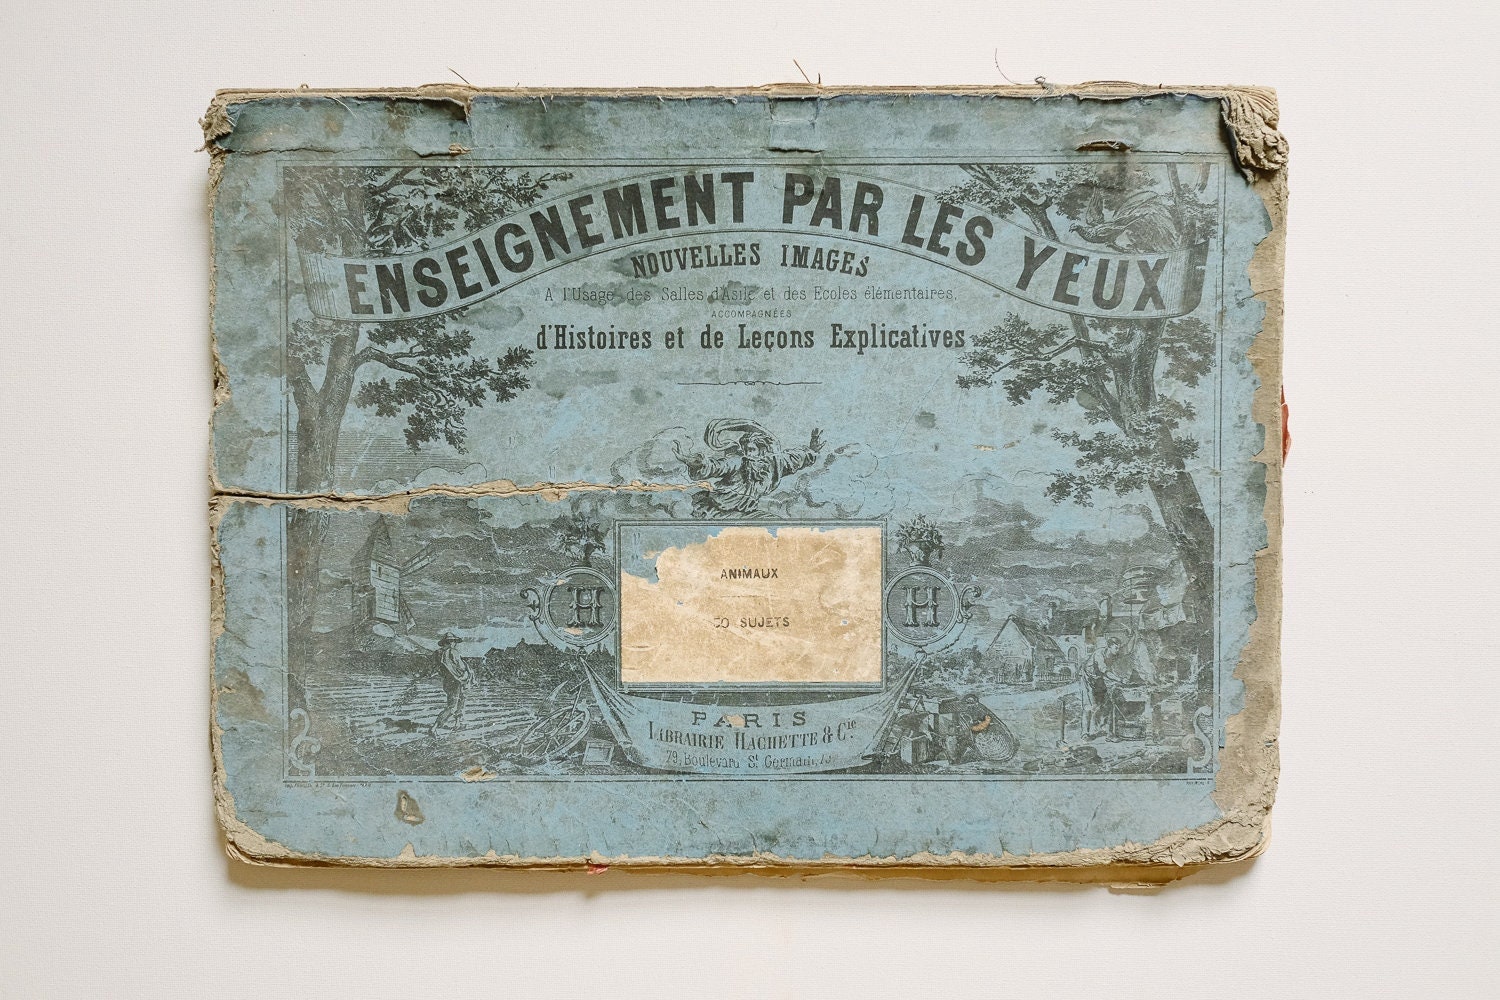 ENSEIGNEMENT PAR LES YEUX
NOUVELLES IMAGES
A l'Usage des Salles d'Asile et des Ecoles élémentaires,
ACCOMPAGNÉES
d'Histoires et de Leçons Explicatives
H H
ANIMAUX
50 SUJETS
PARIS
LIBRAIRIE HACHETTE & Cie
79, Boulevard St Germain, 79